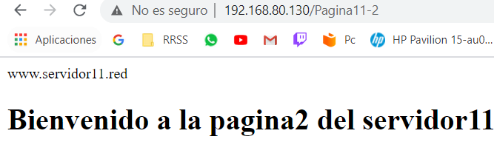 No es seguro | 192.168.80.130/Pagina11-2
Aplicaciones G RRSS Pc hp HP Pavilion 15-au0...
www.servidor11.red
Bienvenido a la pagina2 del servidor11